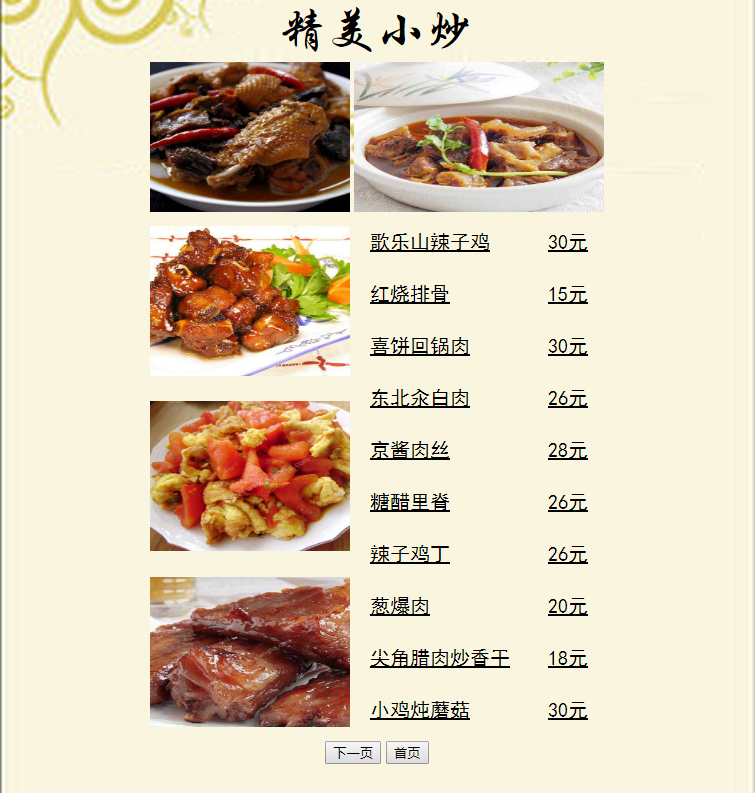 精美小炒
歌乐山辣子鸡 30元
红烧排骨 15元
喜饼回锅肉 30元
东北汆白肉 26元
京酱肉丝 28元
糖醋里脊 26元
辣子鸡丁 26元
葱爆肉 20元
尖角腊肉炒香干 18元
小鸡炖蘑菇 30元
下一页 首页